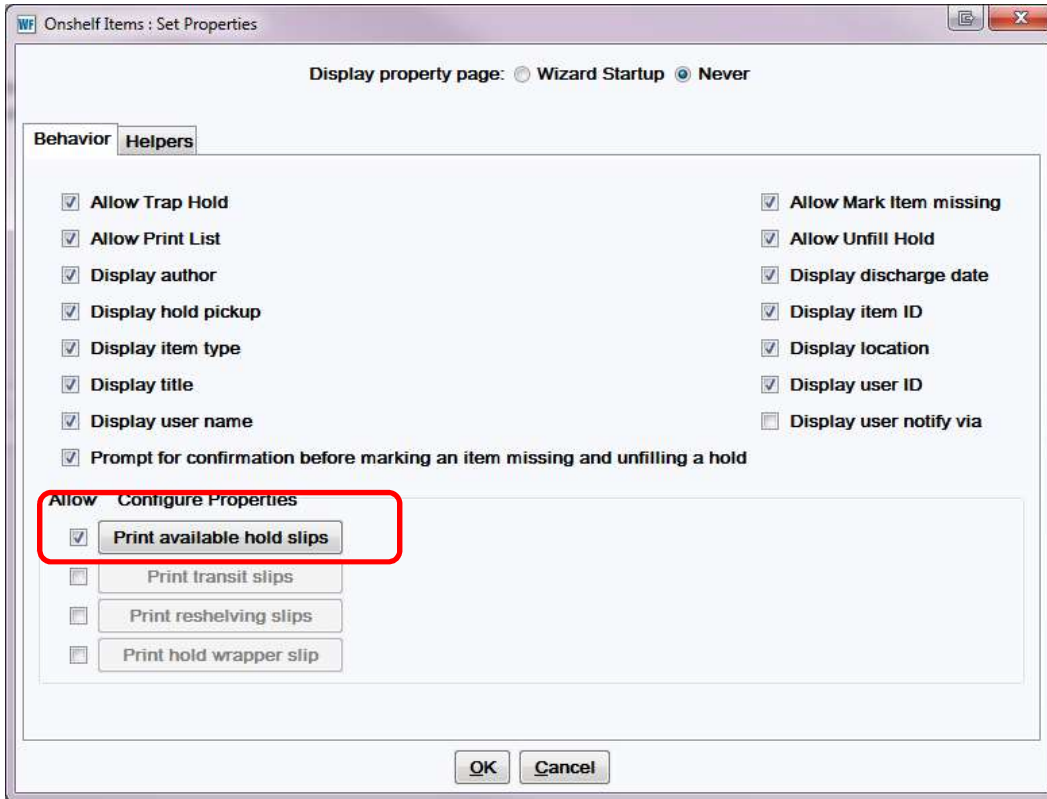 WF Onshelf Items : Set Properties
Display property page: Wizard Startup Never
Behavior Helpers
Allow Trap Hold Allow Mark Item missing
Allow Print List Allow Unfill Hold
Display author Display discharge date
Display hold pickup Display item ID
Display item type Display location
Display title Display user ID
Display user name Display user notify via
Prompt for confirmation before marking an item missing and unfilling a hold
Allow Configure Properties
Print available hold slips
Print transit slips
Print reshelving slips
Print hold wrapper slip
OK Cancel